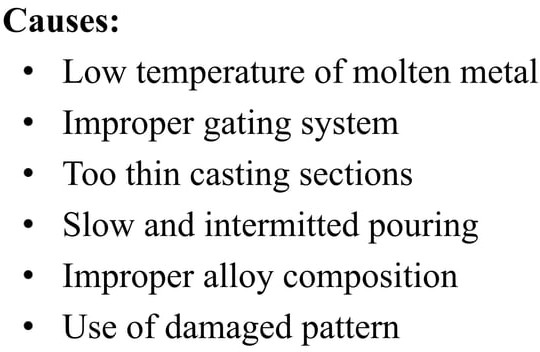 Causes:
• Low temperature of molten metal
• Improper gating system
• Too thin casting sections
• Slow and intermitted pouring
• Improper alloy composition
• Use of damaged pattern